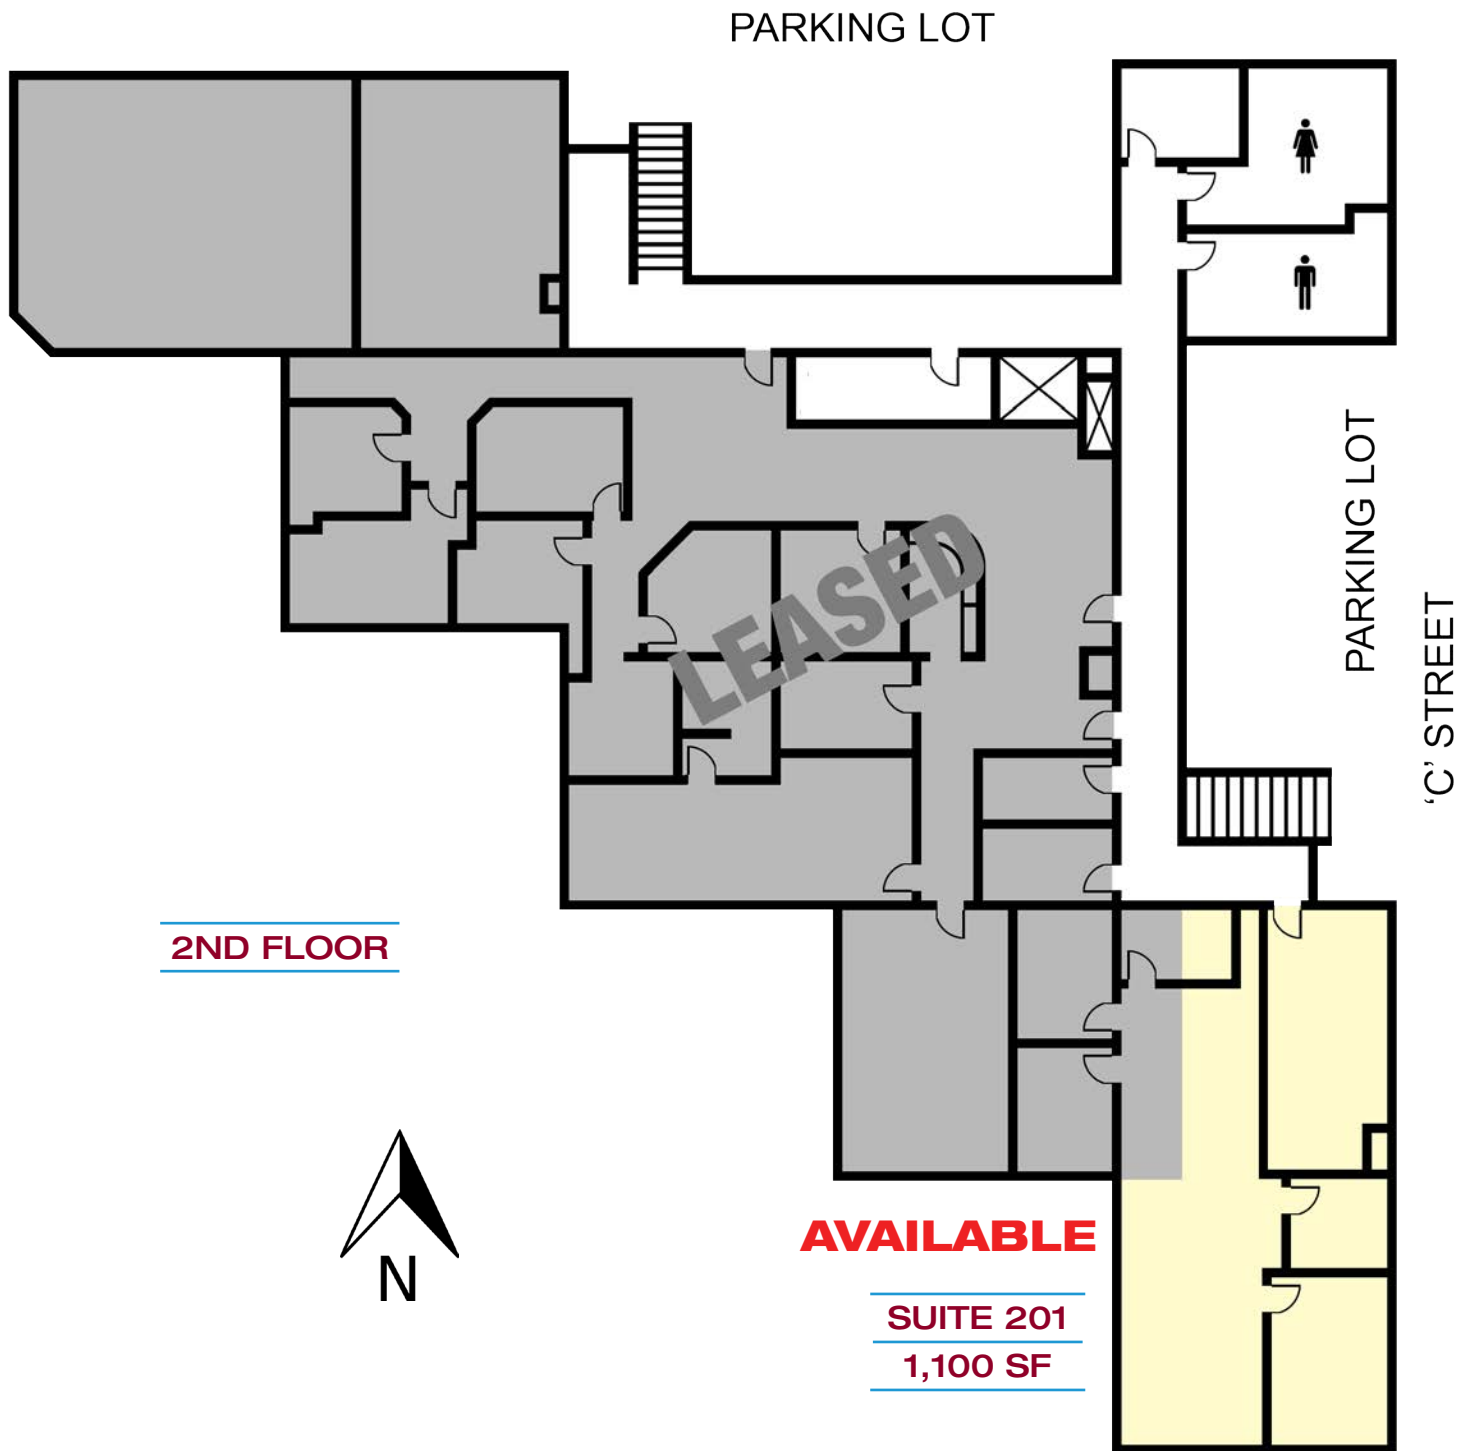 PARKING LOT
PARKING LOT
‘C’ STREET
LEASED
2ND FLOOR
N
AVAILABLE
SUITE 201
1,100 SF